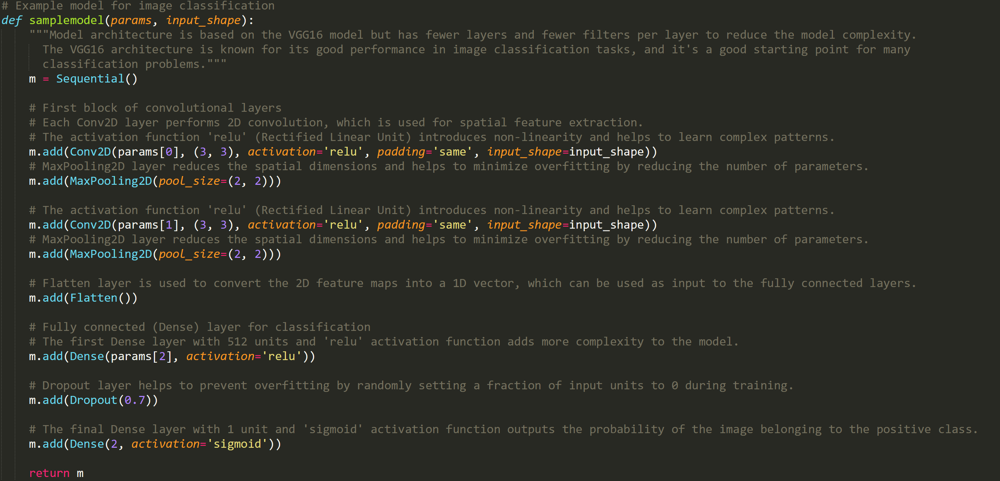 # Example model for image classification
def samplemodel(params, input_shape):
    """Model architecture is based on the VGG16 model but has fewer layers and fewer filters per layer to reduce the model complexity.
      The VGG16 architecture is known for its good performance in image classification tasks, and it's a good starting point for many
      classification problems."""
    m = Sequential()

    # First block of convolutional layers
    # Each Conv2D layer performs 2D convolution, which is used for spatial feature extraction.
    # The activation function 'relu' (Rectified Linear Unit) introduces non-linearity and helps to learn complex patterns.
    m.add(Conv2D(params[0], (3, 3), activation='relu', padding='same', input_shape=input_shape))
    # MaxPooling2D layer reduces the spatial dimensions and helps to minimize overfitting by reducing the number of parameters.
    m.add(MaxPooling2D(pool_size=(2, 2)))

    # The activation function 'relu' (Rectified Linear Unit) introduces non-linearity and helps to learn complex patterns.
    m.add(Conv2D(params[1], (3, 3), activation='relu', padding='same', input_shape=input_shape))
    # MaxPooling2D layer reduces the spatial dimensions and helps to minimize overfitting by reducing the number of parameters.
    m.add(MaxPooling2D(pool_size=(2, 2)))

    # Flatten layer is used to convert the 2D feature maps into a 1D vector, which can be used as input to the fully connected layers.
    m.add(Flatten())

    # Fully connected (Dense) layer for classification
    # The first Dense layer with 512 units and 'relu' activation function adds more complexity to the model.
    m.add(Dense(params[2], activation='relu'))

    # Dropout layer helps to prevent overfitting by randomly setting a fraction of input units to 0 during training.
    m.add(Dropout(0.7))

    # The final Dense layer with 1 unit and 'sigmoid' activation function outputs the probability of the image belonging to the positive class.
    m.add(Dense(2, activation='sigmoid'))

    return m